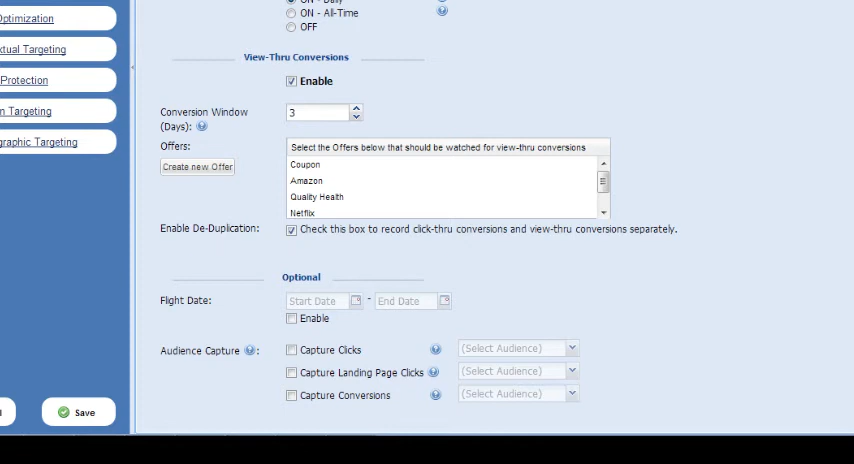 Optimization
ON - Daily
ON - All-Time
OFF
xtual Targeting
View-Thru Conversions
Protection
Enable
n Targeting
Conversion Window
(Days):
3
graphic Targeting
Offers:
Select the Offers below that should be watched for view-thru conversions
Create new Offer
Coupon
Amazon
Quality Health
Netflix
Enable De-Duplication:
Check this box to record click-thru conversions and view-thru conversions separately.
Optional
Flight Date:
Start Date
-
End Date
Enable
Audience Capture :
Capture Clicks
(Select Audience)
Capture Landing Page Clicks
(Select Audience)
Capture Conversions
(Select Audience)
Save